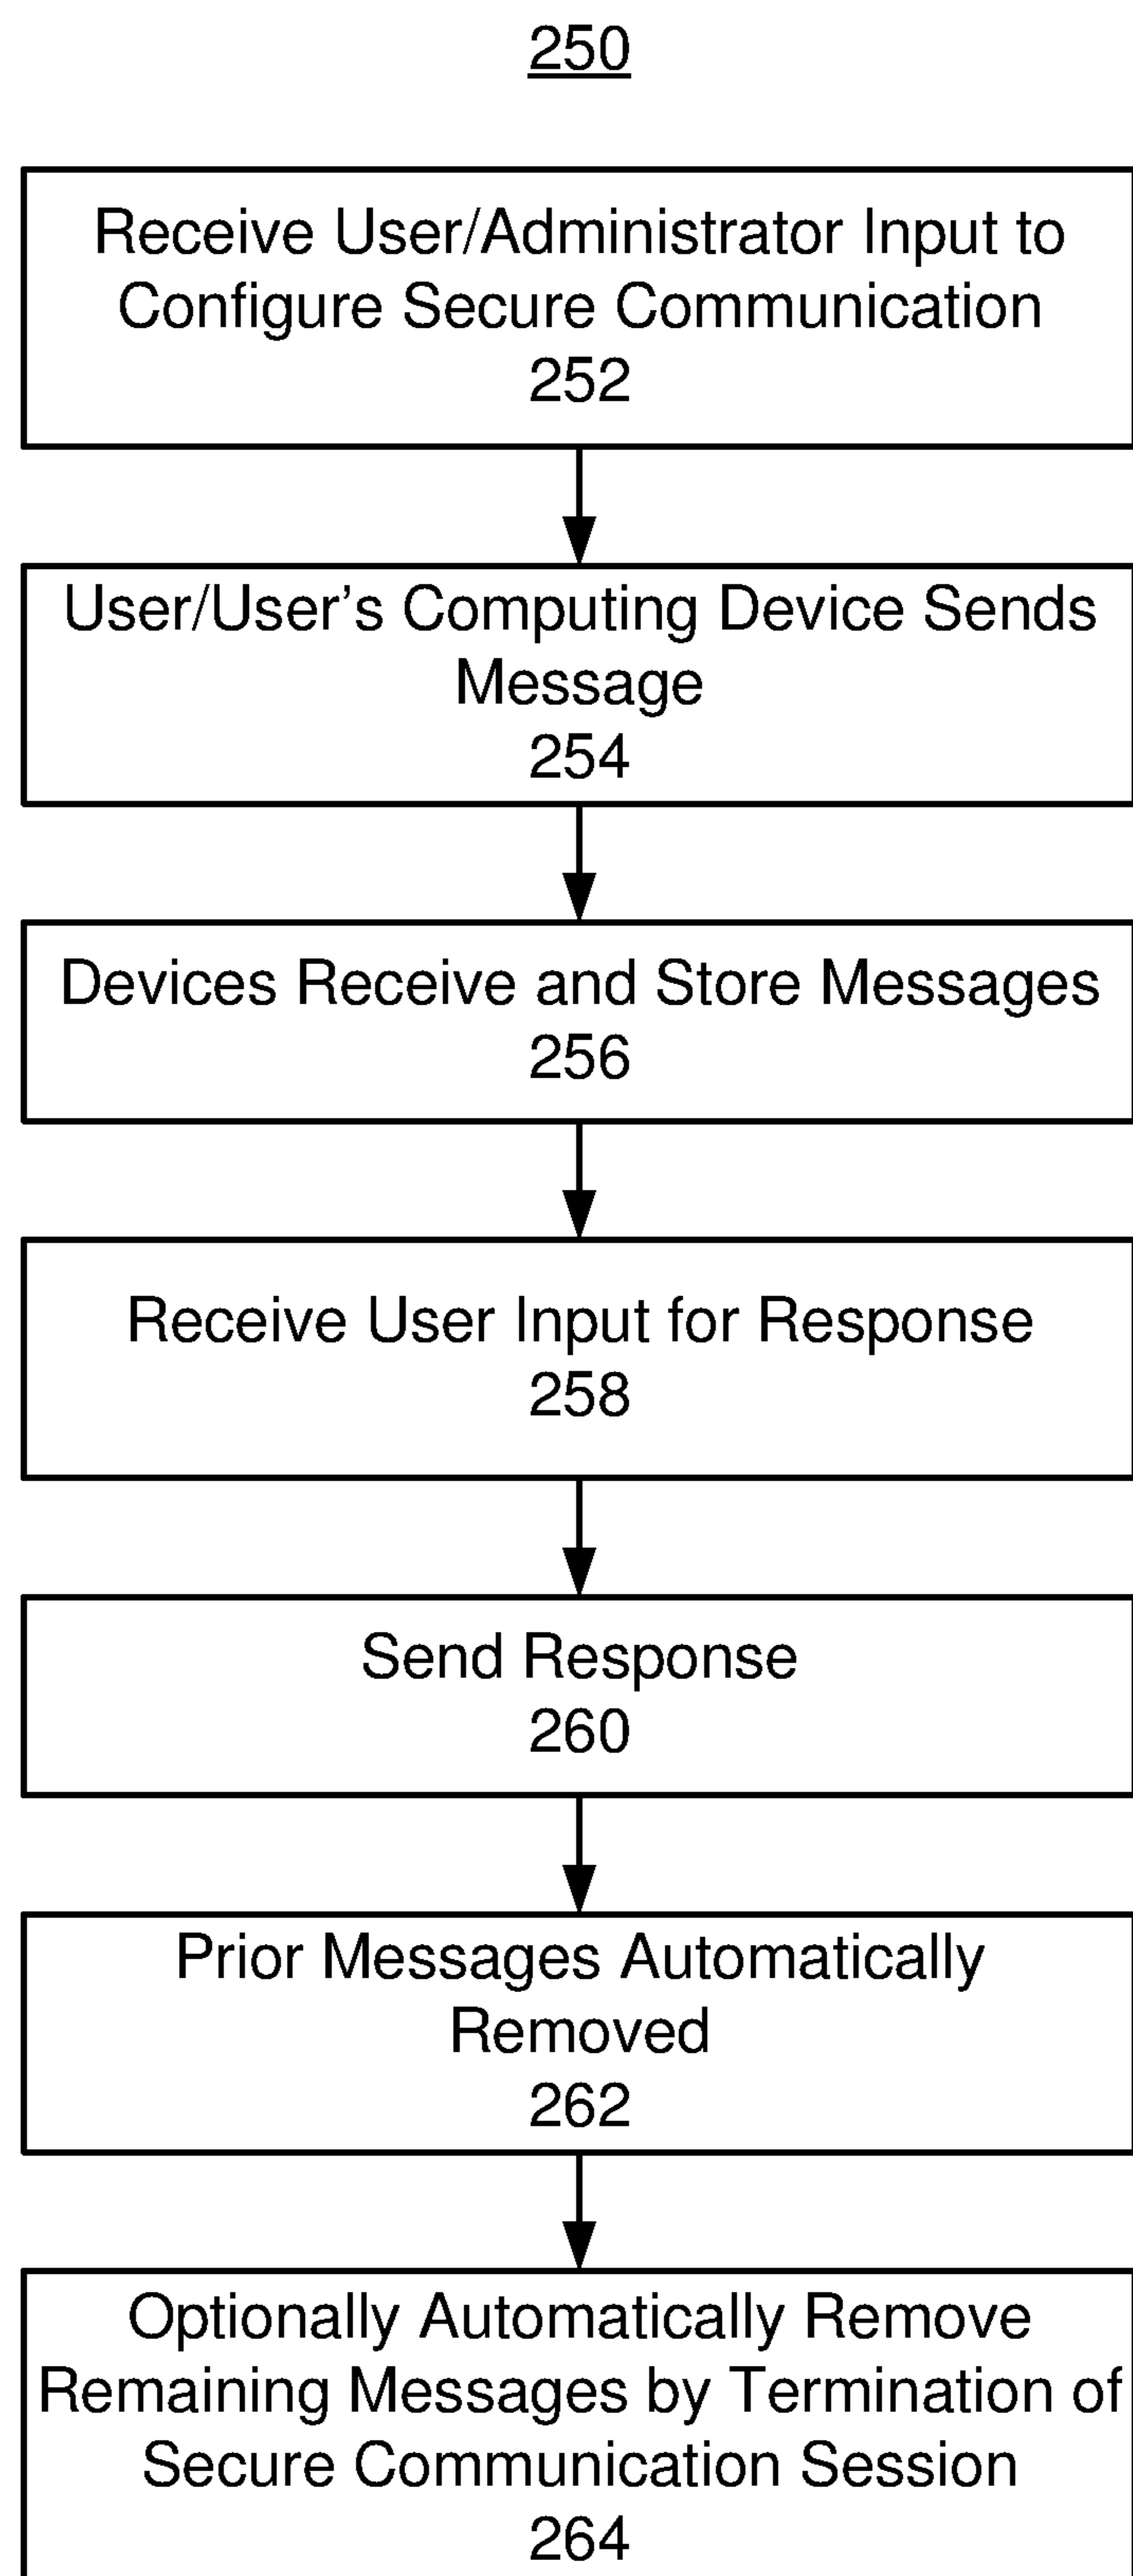 250
Receive User/Administrator Input to
Configure Secure Communication
252
User/User’s Computing Device Sends
Message
254
Devices Receive and Store Messages
256
Receive User Input for Response
258
Send Response
260
Prior Messages Automatically
Removed
262
Optionally Automatically Remove
Remaining Messages by Termination of
Secure Communication Session
264